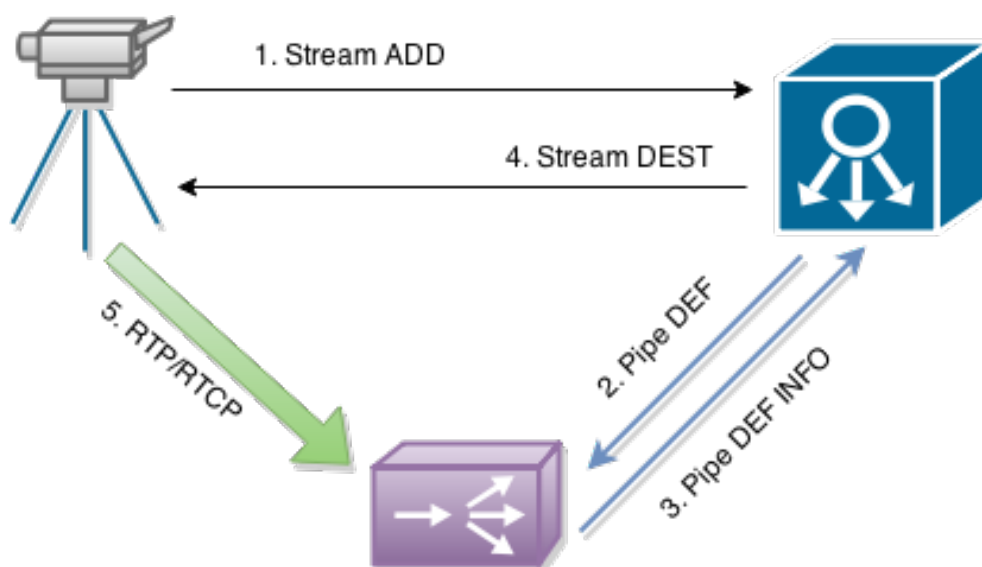 1. Stream ADD
4. Stream DEST
2. Pipe DEF
3. Pipe DEF INFO
5. RTP/RTCP